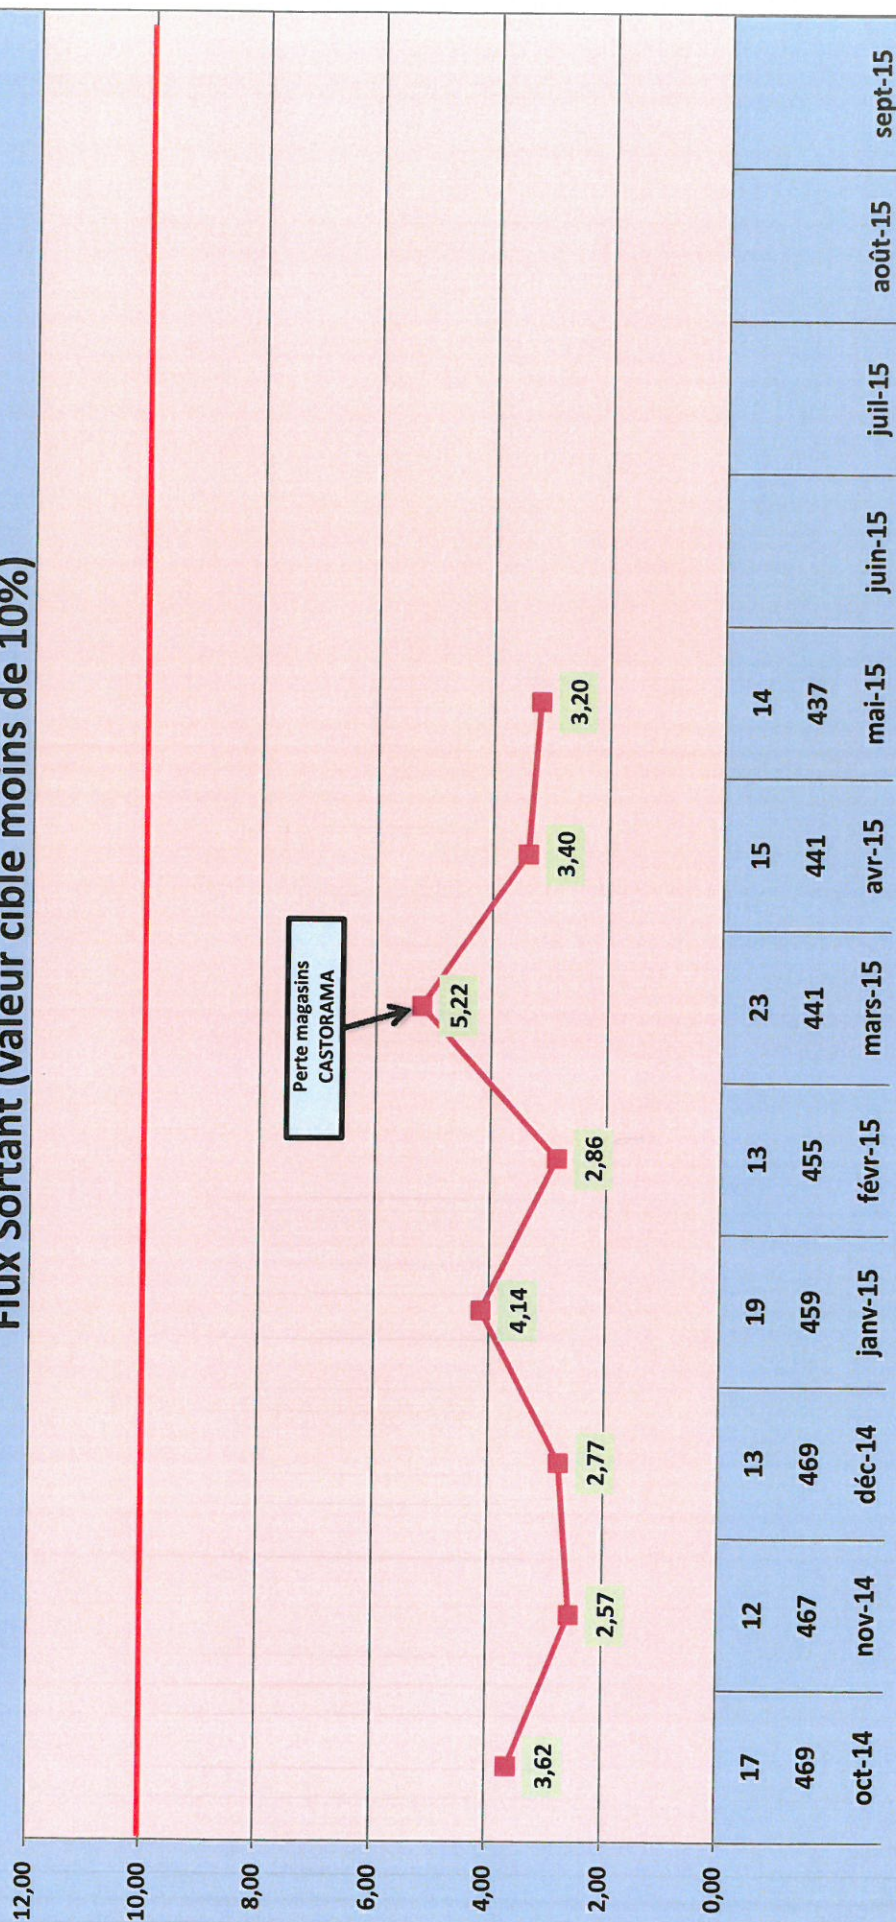 Flux Sortant (valeur cible moins de 10%)
12,00
10,00
8,00
6,00
4,00
2,00
0,00
Perte magasins
CASTORAMA
3,62
2,57
2,77
4,14
2,86
5,22
3,40
3,20
17 12 13 19 13 23 15 14
469 467 469 459 455 441 441 437
oct-14 nov-14 déc-14 janv-15 févr-15 mars-15 avr-15 mai-15 juin-15 juil-15 août-15 sept-15